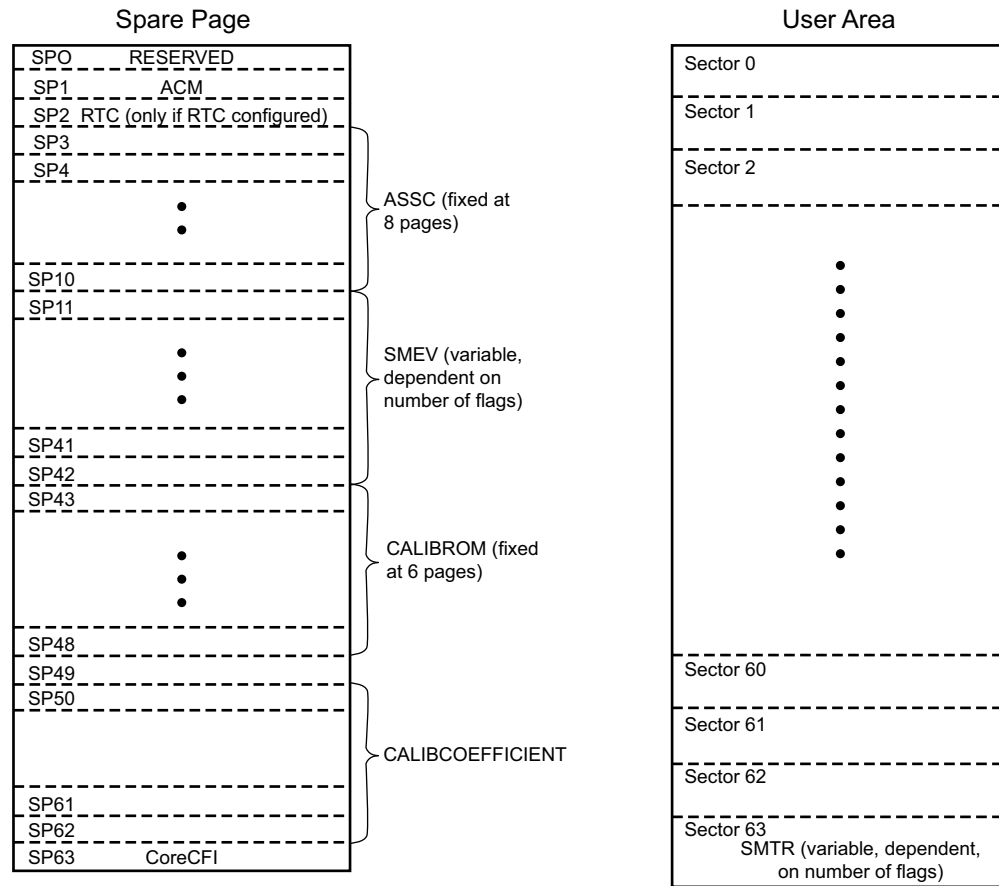 Spare Page
SPO RESERVED
SP1 ACM
SP2 RTC (only if RTC configured)
SP3
SP4
ASSC (fixed at
8 pages)
SP10
SP11
SMEV (variable,
dependent on
number of flags)
SP41
SP42
SP43
CALIBROM (fixed
at 6 pages)
SP48
SP49
SP50
CALIBCOEFFICIENT
SP61
SP62
SP63 CoreCFI
User Area
Sector 0
Sector 1
Sector 2
Sector 60
Sector 61
Sector 62
Sector 63
SMTR (variable, dependent,
on number of flags)